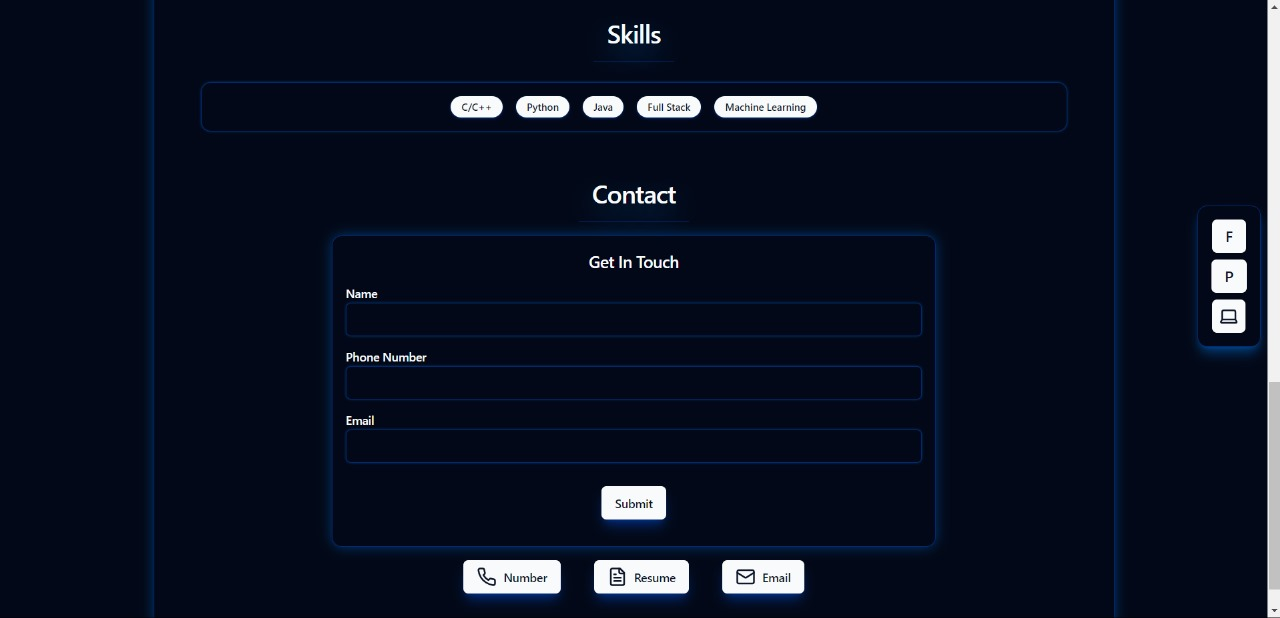 Skills
C/C++ Python Java Full Stack Machine Learning
Contact
Get In Touch
Name
Phone Number
Email
Submit
Number Resume Email
F
P